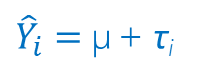 Ŷᵢ = μ + τᵢ